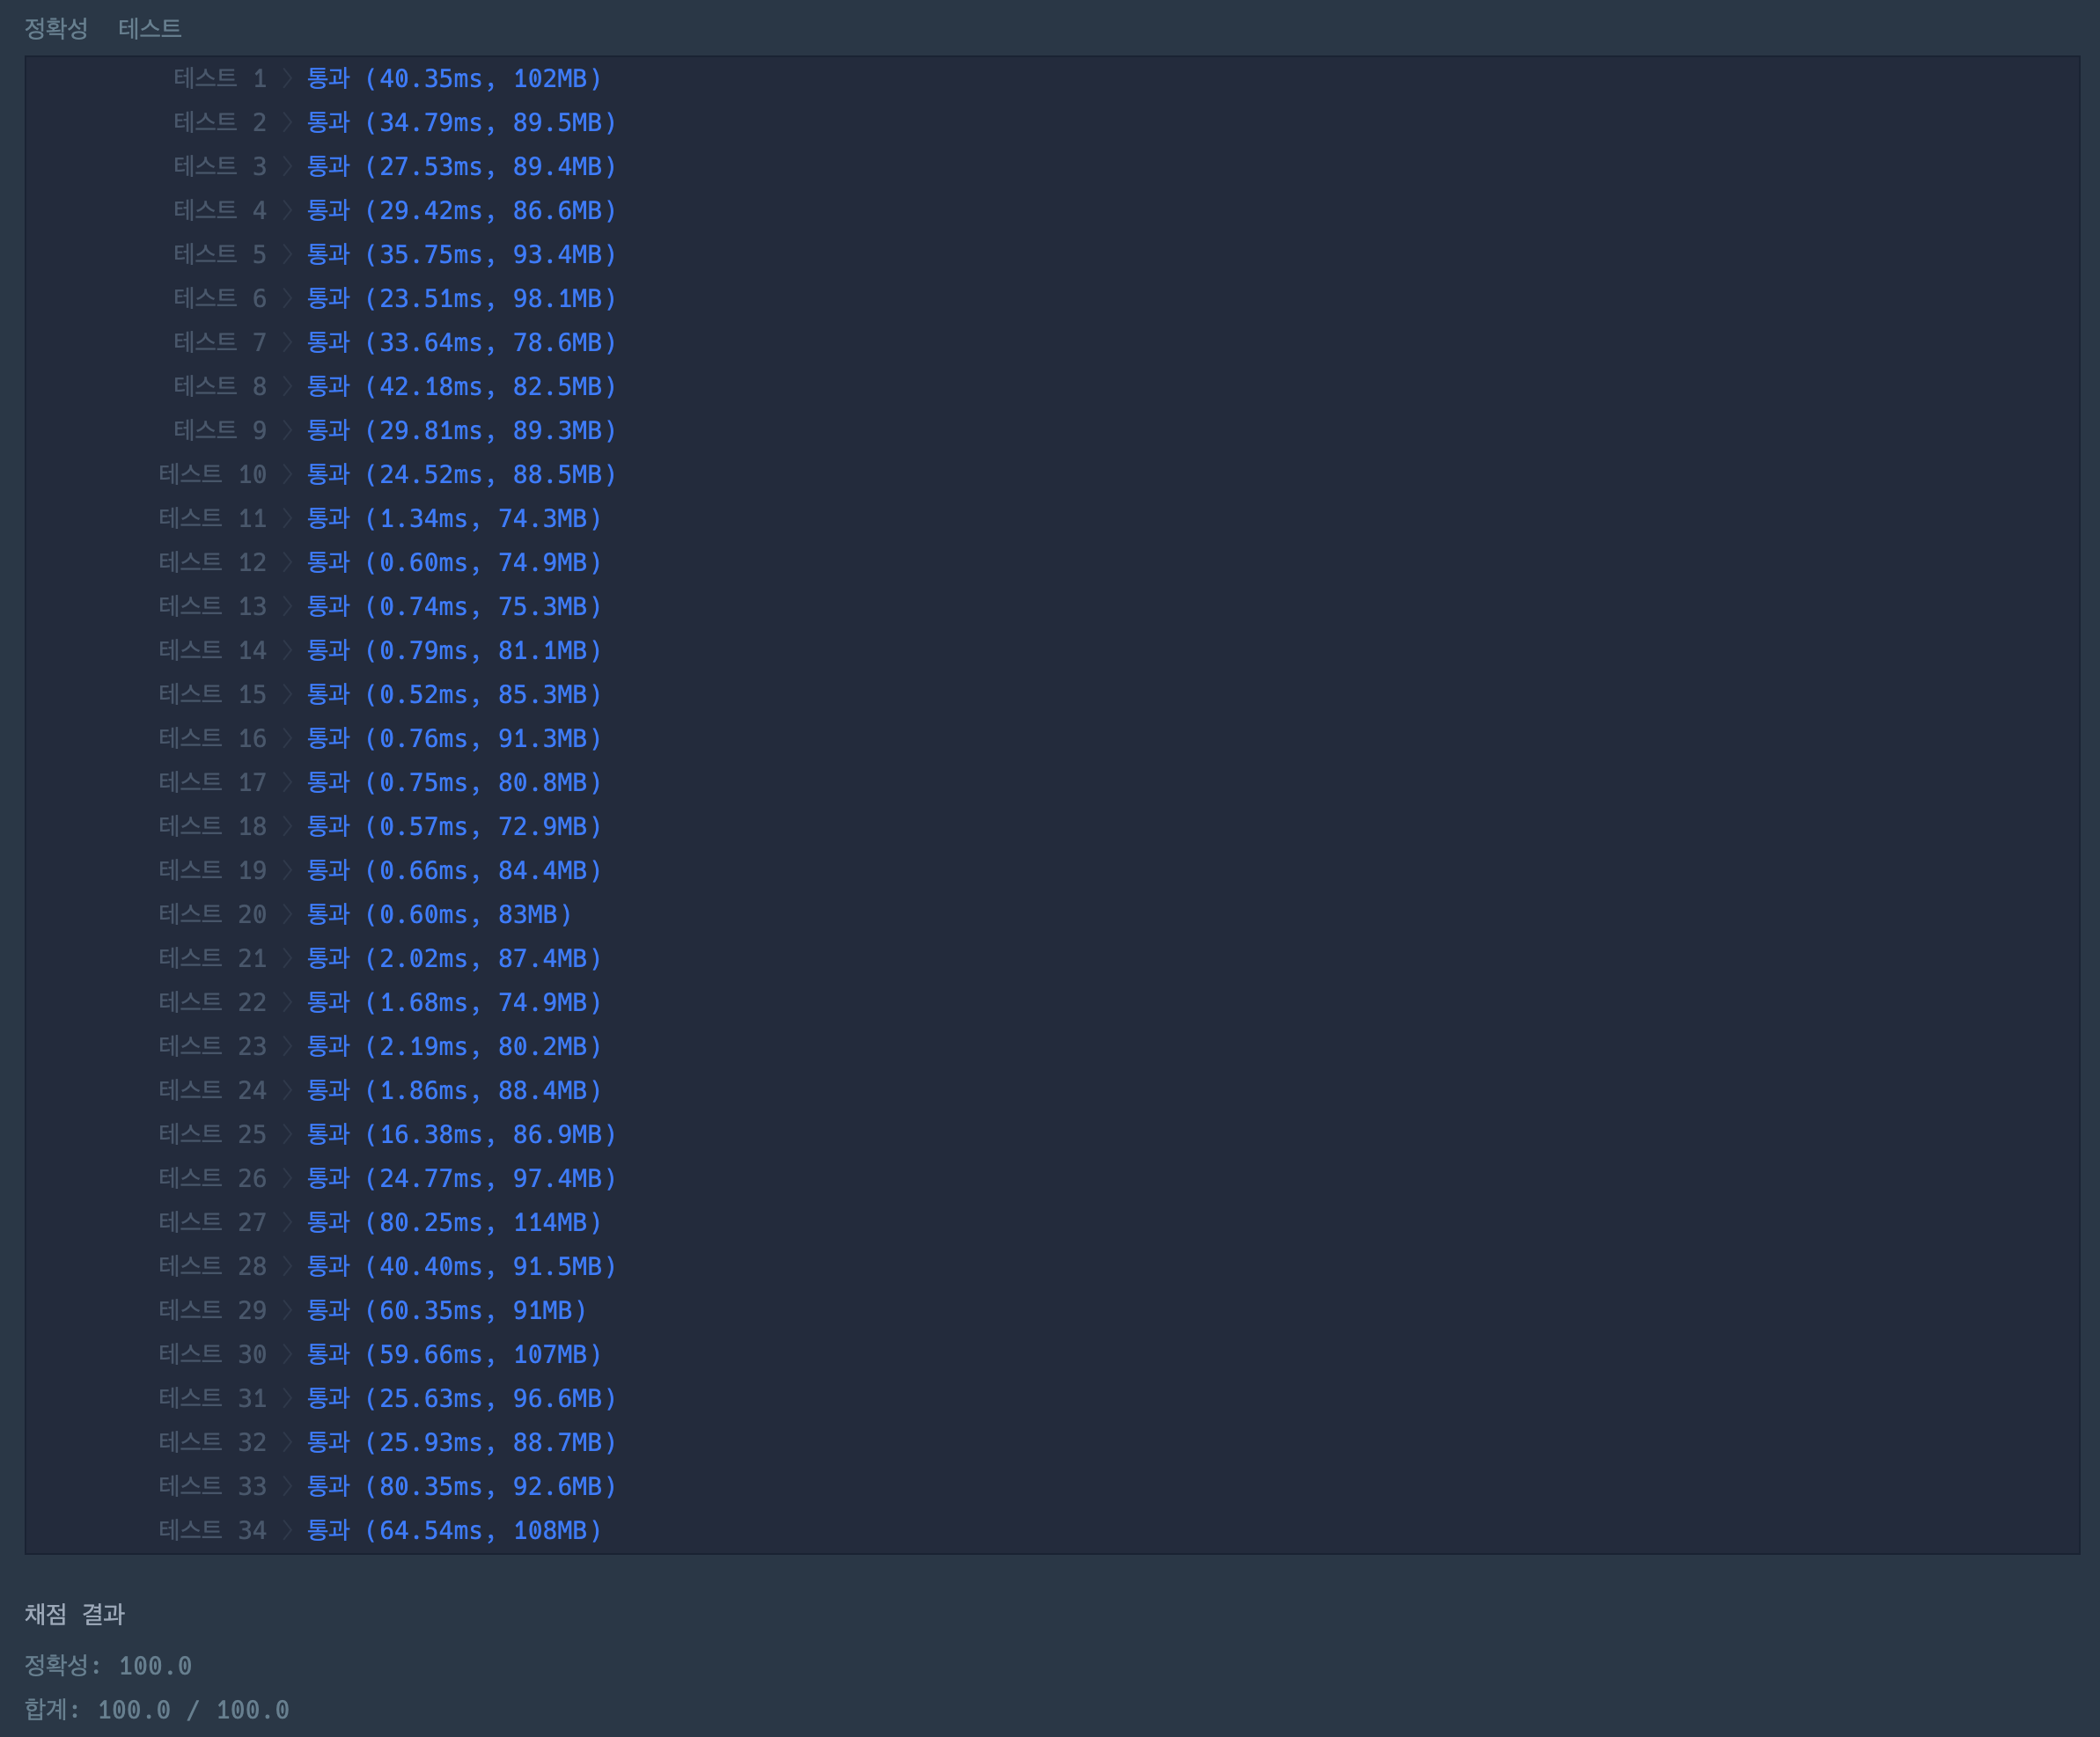 정확성 테스트
테스트 1 〉 통과 (40.35ms, 102MB)
테스트 2 〉 통과 (34.79ms, 89.5MB)
테스트 3 〉 통과 (27.53ms, 89.4MB)
테스트 4 〉 통과 (29.42ms, 86.6MB)
테스트 5 〉 통과 (35.75ms, 93.4MB)
테스트 6 〉 통과 (23.51ms, 98.1MB)
테스트 7 〉 통과 (33.64ms, 78.6MB)
테스트 8 〉 통과 (42.18ms, 82.5MB)
테스트 9 〉 통과 (29.81ms, 89.3MB)
테스트 10 〉 통과 (24.52ms, 88.5MB)
테스트 11 〉 통과 (1.34ms, 74.3MB)
테스트 12 〉 통과 (0.60ms, 74.9MB)
테스트 13 〉 통과 (0.74ms, 75.3MB)
테스트 14 〉 통과 (0.79ms, 81.1MB)
테스트 15 〉 통과 (0.52ms, 85.3MB)
테스트 16 〉 통과 (0.76ms, 91.3MB)
테스트 17 〉 통과 (0.75ms, 80.8MB)
테스트 18 〉 통과 (0.57ms, 72.9MB)
테스트 19 〉 통과 (0.66ms, 84.4MB)
테스트 20 〉 통과 (0.60ms, 83MB)
테스트 21 〉 통과 (2.02ms, 87.4MB)
테스트 22 〉 통과 (1.68ms, 74.9MB)
테스트 23 〉 통과 (2.19ms, 80.2MB)
테스트 24 〉 통과 (1.86ms, 88.4MB)
테스트 25 〉 통과 (16.38ms, 86.9MB)
테스트 26 〉 통과 (24.77ms, 97.4MB)
테스트 27 〉 통과 (80.25ms, 114MB)
테스트 28 〉 통과 (40.40ms, 91.5MB)
테스트 29 〉 통과 (60.35ms, 91MB)
테스트 30 〉 통과 (59.66ms, 107MB)
테스트 31 〉 통과 (25.63ms, 96.6MB)
테스트 32 〉 통과 (25.93ms, 88.7MB)
테스트 33 〉 통과 (80.35ms, 92.6MB)
테스트 34 〉 통과 (64.54ms, 108MB)
채점 결과
정확성: 100.0
합계: 100.0 / 100.0